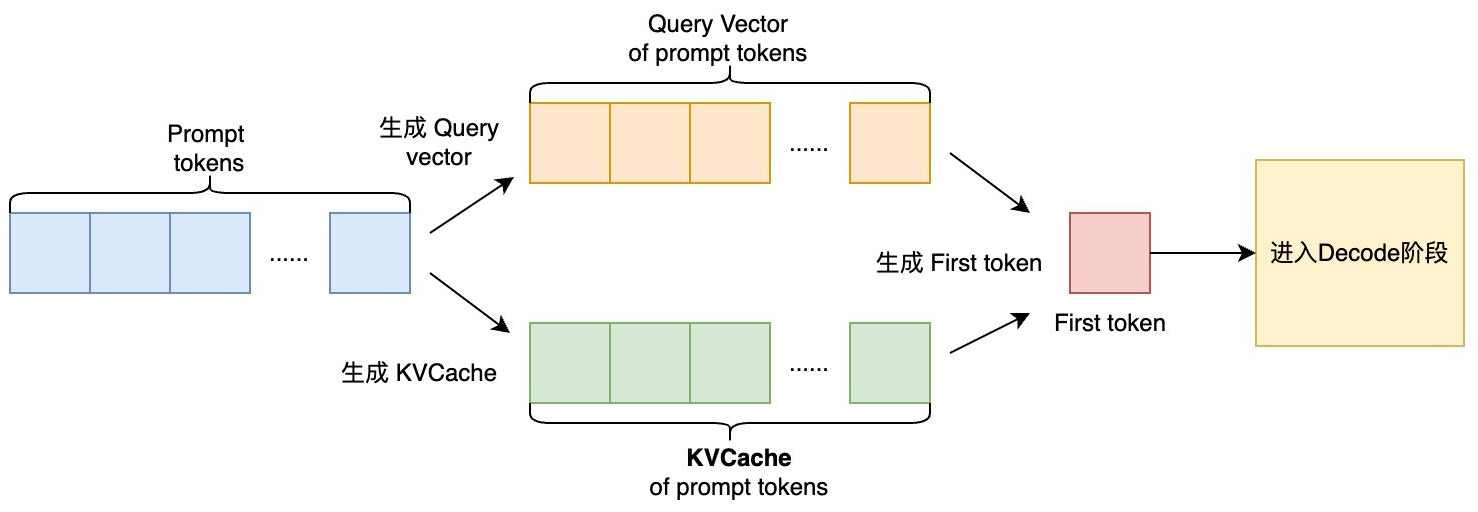 Prompt
tokens
......
生成 Query
vector
Query Vector
of prompt tokens
......
生成 KVCache
......
KVCache
of prompt tokens
生成 First token
First token
进入Decode阶段